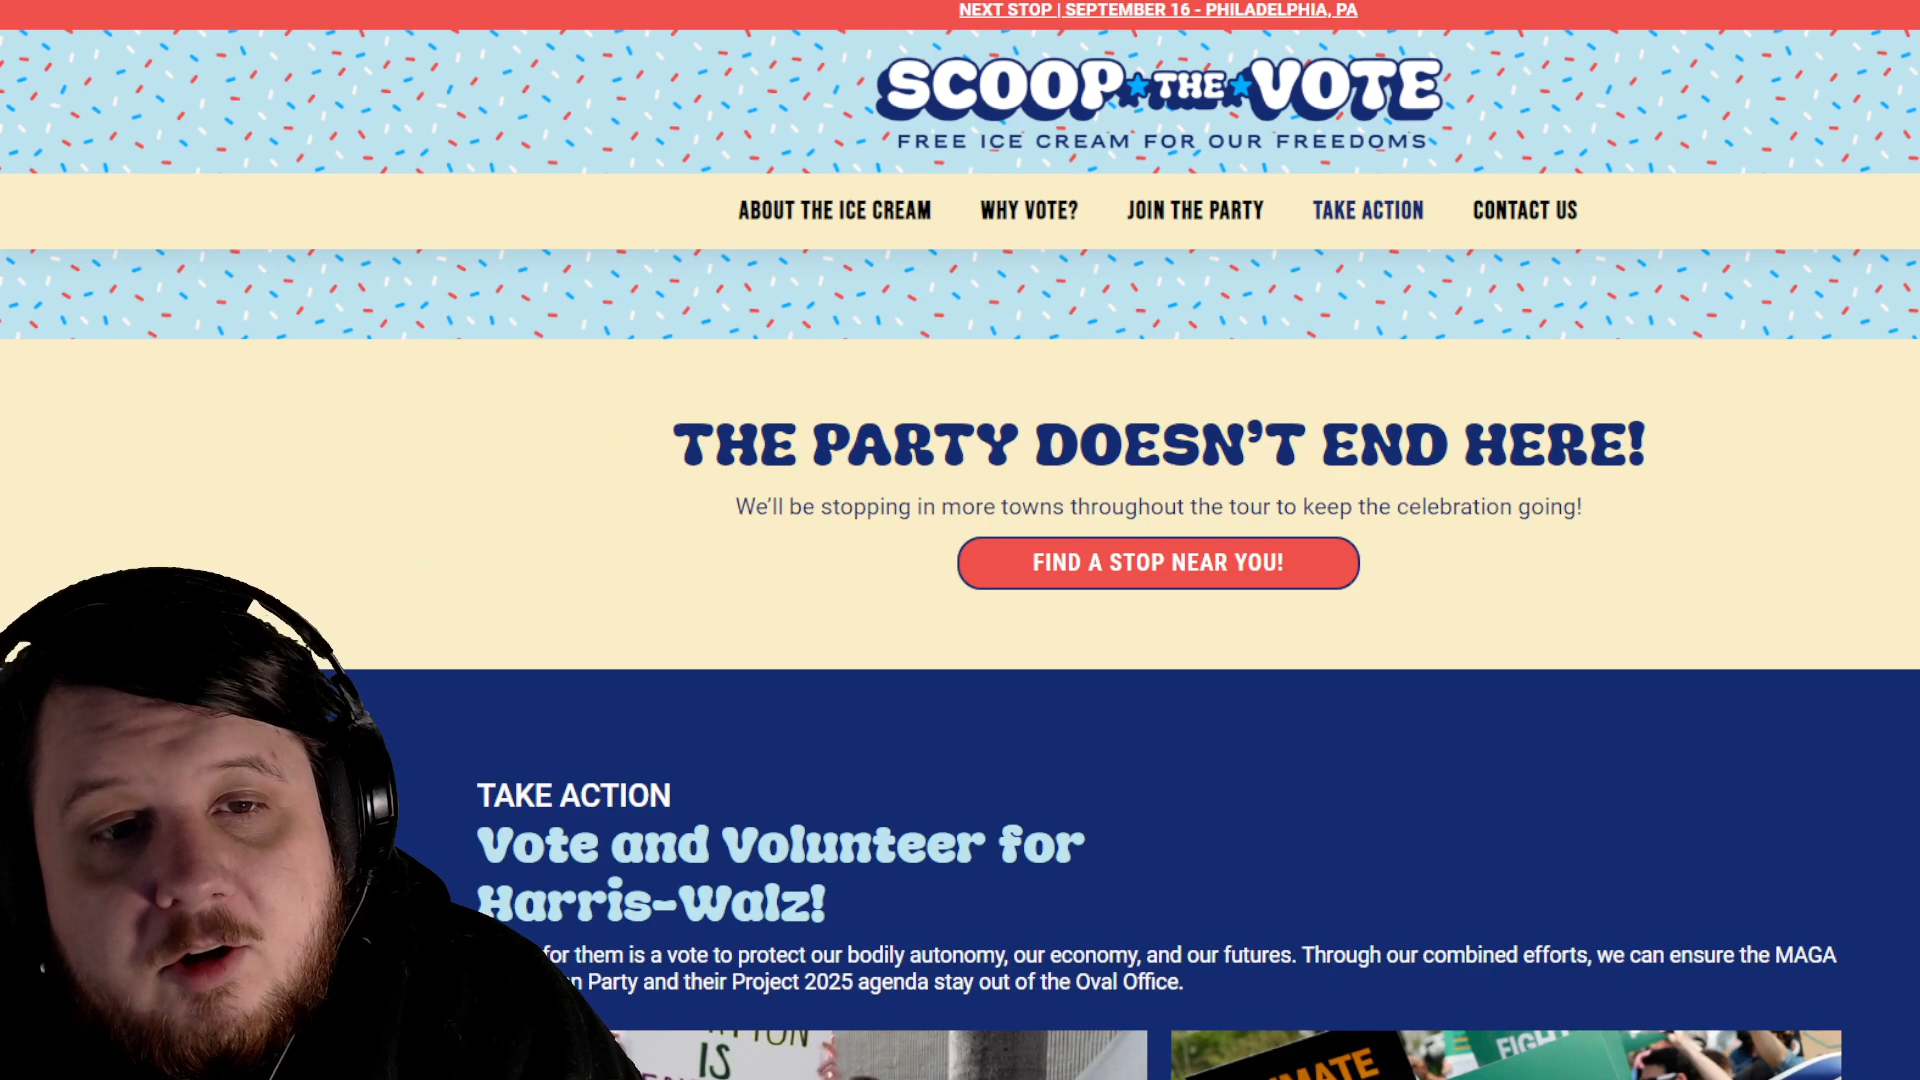 NEXT STOP | SEPTEMBER 16 - PHILADELPHIA, PA
SCOOP THE VOTE
FREE ICE CREAM FOR OUR FREEDOMS
ABOUT THE ICE CREAM WHY VOTE? JOIN THE PARTY TAKE ACTION CONTACT US
THE PARTY DOESN'T END HERE!
We'll be stopping in more towns throughout the tour to keep the celebration going!
FIND A STOP NEAR YOU!
TAKE ACTION
Vote and Volunteer for
Harris-Walz!
for them is a vote to protect our bodily autonomy, our economy, and our futures. Through our combined efforts, we can ensure the MAGA
Party and their Project 2025 agenda stay out of the Oval Office.
IS
FIGHT